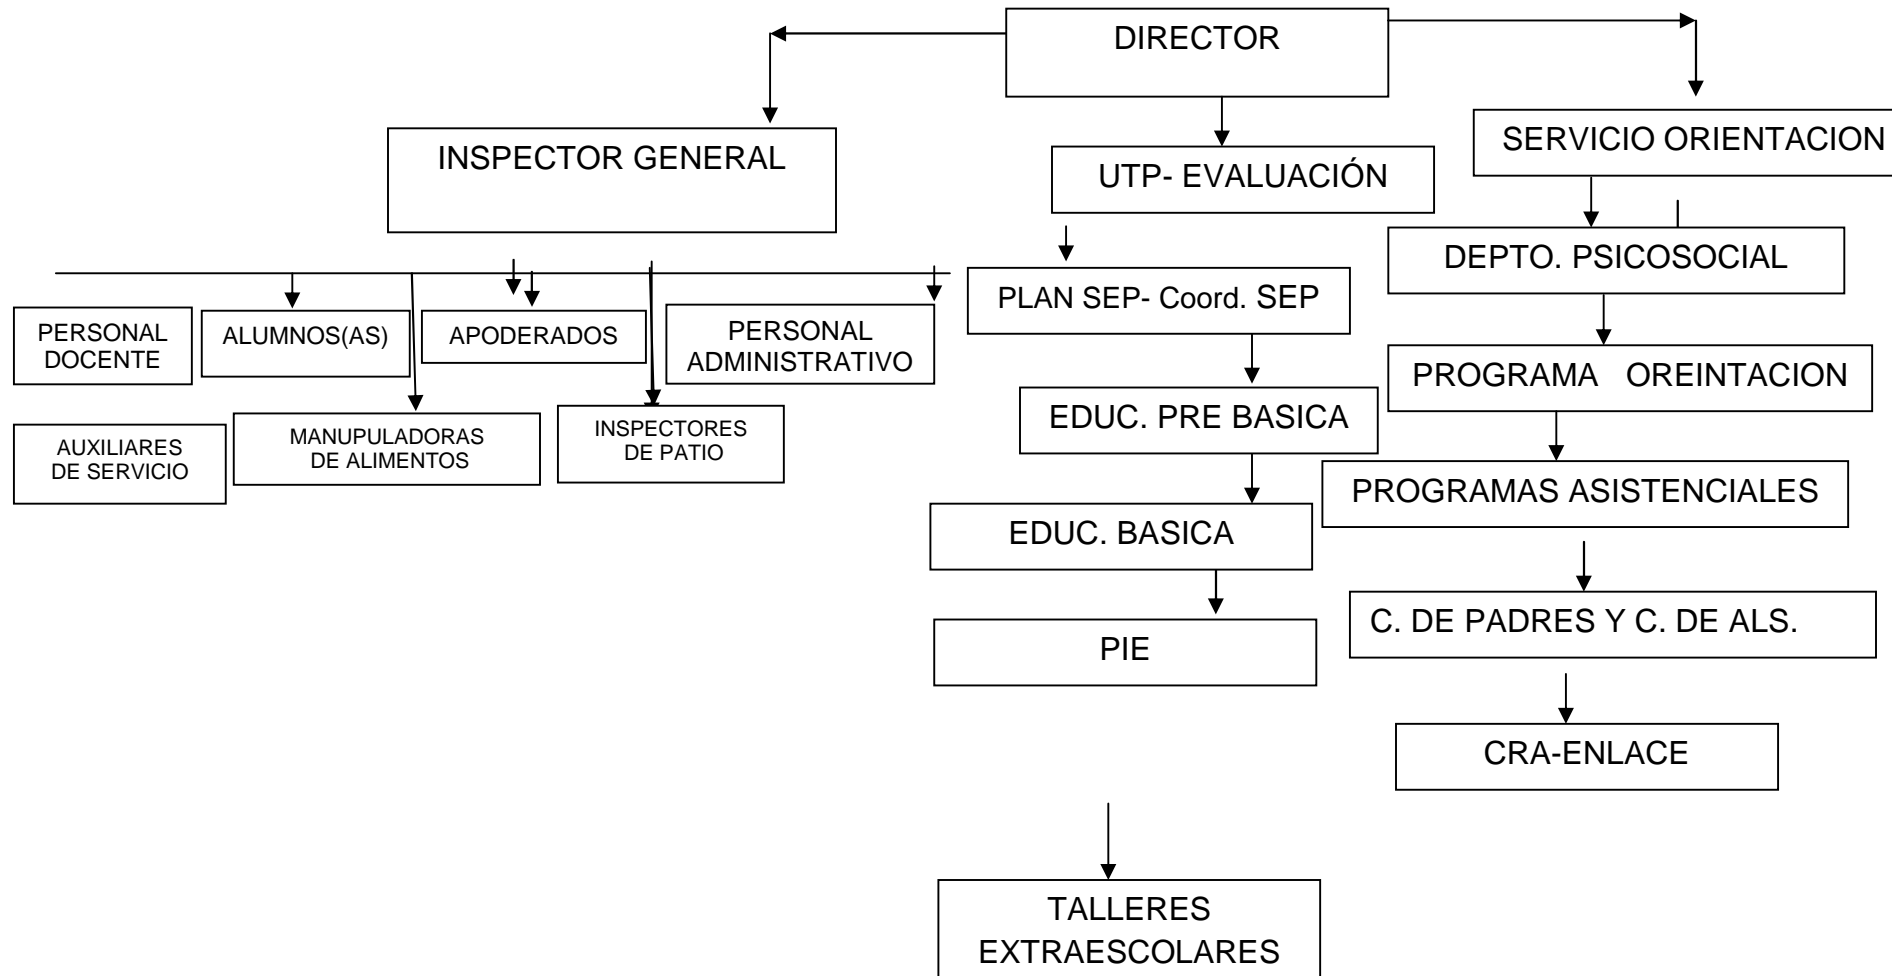 DIRECTOR
INSPECTOR GENERAL
UTP- EVALUACIÓN
SERVICIO ORIENTACION
DEPTO. PSICOSOCIAL
PLAN SEP- Coord. SEP
PERSONAL
DOCENTE
ALUMNOS(AS)
APODERADOS
PERSONAL
ADMINISTRATIVO
PROGRAMA OREINTACION
EDUC. PRE BASICA
AUXILIARES
DE SERVICIO
MANUPULADORAS
DE ALIMENTOS
INSPECTORES
DE PATIO
PROGRAMAS ASISTENCIALES
EDUC. BASICA
C. DE PADRES Y C. DE ALS.
PIE
CRA-ENLACE
TALLERES
EXTRAESCOLARES